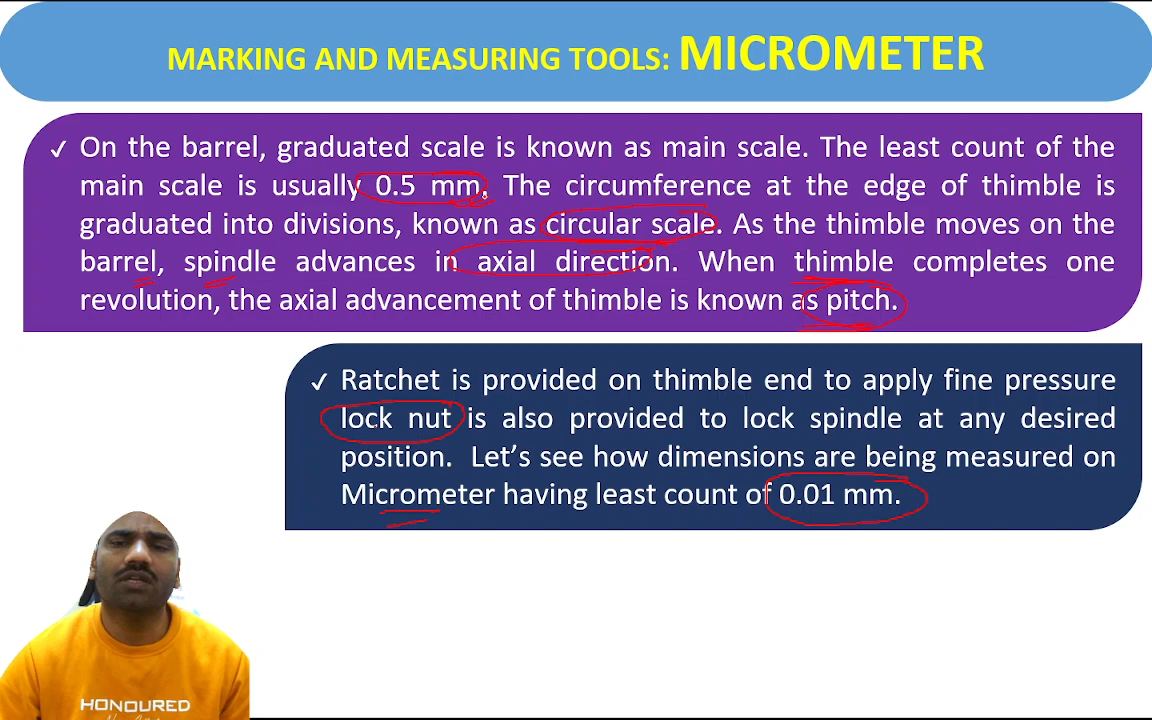 MARKING AND MEASURING TOOLS: MICROMETER
✓ On the barrel, graduated scale is known as main scale. The least count of the
main scale is usually 0.5 mm. The circumference at the edge of thimble is
graduated into divisions, known as circular scale. As the thimble moves on the
barrel, spindle advances in axial direction. When thimble completes one
revolution, the axial advancement of thimble is known as pitch.
✓ Ratchet is provided on thimble end to apply fine pressure
lock nut is also provided to lock spindle at any desired
position. Let's see how dimensions are being measured on
Micrometer having least count of 0.01 mm.
HONOURED